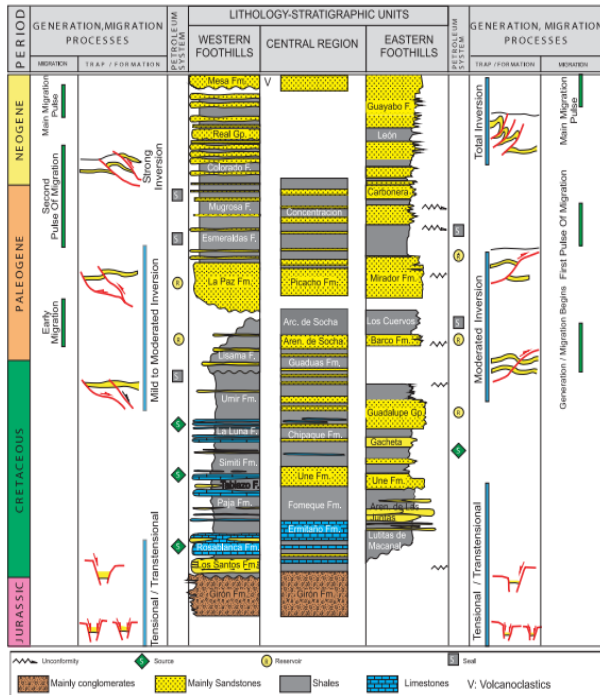 PERIOD
GENERATION,MIGRATION
PROCESSES
MIGRATION
TRAP / FORMATION
PETROLEUM
SYSTEM
LITHOLOGY-STRATIGRAPHIC UNITS
WESTERN
FOOTHILLS
CENTRAL REGION
EASTERN
FOOTHILLS
PETROLEUM
SYSTEM
GENERATION, MIGRATION
PROCESSES
TRAP / FORMATION
MIGRATION
NEOGENE
PALEOGENE
CRETACEOUS
JURASSIC
Main Migration
Pulse
Second
Pulse Of Migration
Early
Migration
Strong
Inversion
Mild to Moderated Inversion
Tensional / Transtensional
S
S
R
R
S
S
S
S
Mesa Fm.
Real Gp.
Colorado F.
Mugrosa F.
Esmeraldas F.
La Paz Fm.
Lisama F.
Umir Fm.
La Luna F.
Simiti Fm.
Tablazo F.
Paja Fm.
Rosablanca Fm.
Los Santos Fm.
Girón Fm.
V
Concentracion
Picacho Fm.
Arc. de Socha
Aren. de Socha
Guaduas Fm.
Chipaque Fm.
Une Fm.
Fomeque Fm.
Ermitaño Fm.
Girón Fm.
Guayabo F.
León
Carbonera
Mirador Fm.
Los Cuervos
Barco Fm.
Guadalupe Gp.
Gacheta
Une Fm.
Aren. de Las
Juntas
Lutitas de
Macanal
S
R
S
R
R
S
Total Inversion
Moderated Inversion
Tensional / Transtensional
Main Migration
Pulse
First Pulse Of Migration
Generation / Migration Begins
Unconformity
S
Source
R
Reservoir
S
Seall
Mainly conglomerates
Mainly Sandstones
Shales
Limestones
V: Volcanoclastics